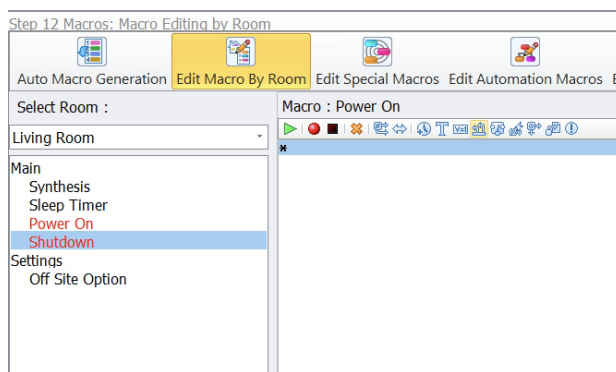 Step 12 Macros: Macro Editing by Room
Auto Macro Generation Edit Macro By Room Edit Special Macros Edit Automation Macros
Select Room :
Living Room
Main
Synthesis
Sleep Timer
Power On
Shutdown
Settings
Off Site Option
Macro : Power On
T Val
*